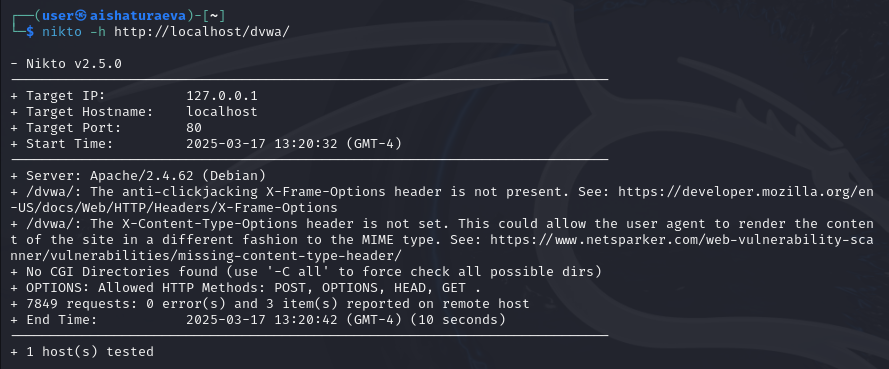 ┌──(user㉿aishaturaeva)-[~]
└─$ nikto -h http://localhost/dvwa/
- Nikto v2.5.0
+ Target IP: 127.0.0.1
+ Target Hostname: localhost
+ Target Port: 80
+ Start Time: 2025-03-17 13:20:32 (GMT-4)
+ Server: Apache/2.4.62 (Debian)
+ /dvwa/: The anti-clickjacking X-Frame-Options header is not present. See: https://developer.mozilla.org/en
-US/docs/Web/HTTP/Headers/X-Frame-Options
+ /dvwa/: The X-Content-Type-Options header is not set. This could allow the user agent to render the conten
t of the site in a different fashion to the MIME type. See: https://www.netsparker.com/web-vulnerability-sca
nner/vulnerabilities/missing-content-type-header/
+ No CGI Directories found (use '-C all' to force check all possible dirs)
+ OPTIONS: Allowed HTTP Methods: POST, OPTIONS, HEAD, GET .
+ 7849 requests: 0 error(s) and 3 item(s) reported on remote host
+ End Time: 2025-03-17 13:20:42 (GMT-4) (10 seconds)
+ 1 host(s) tested